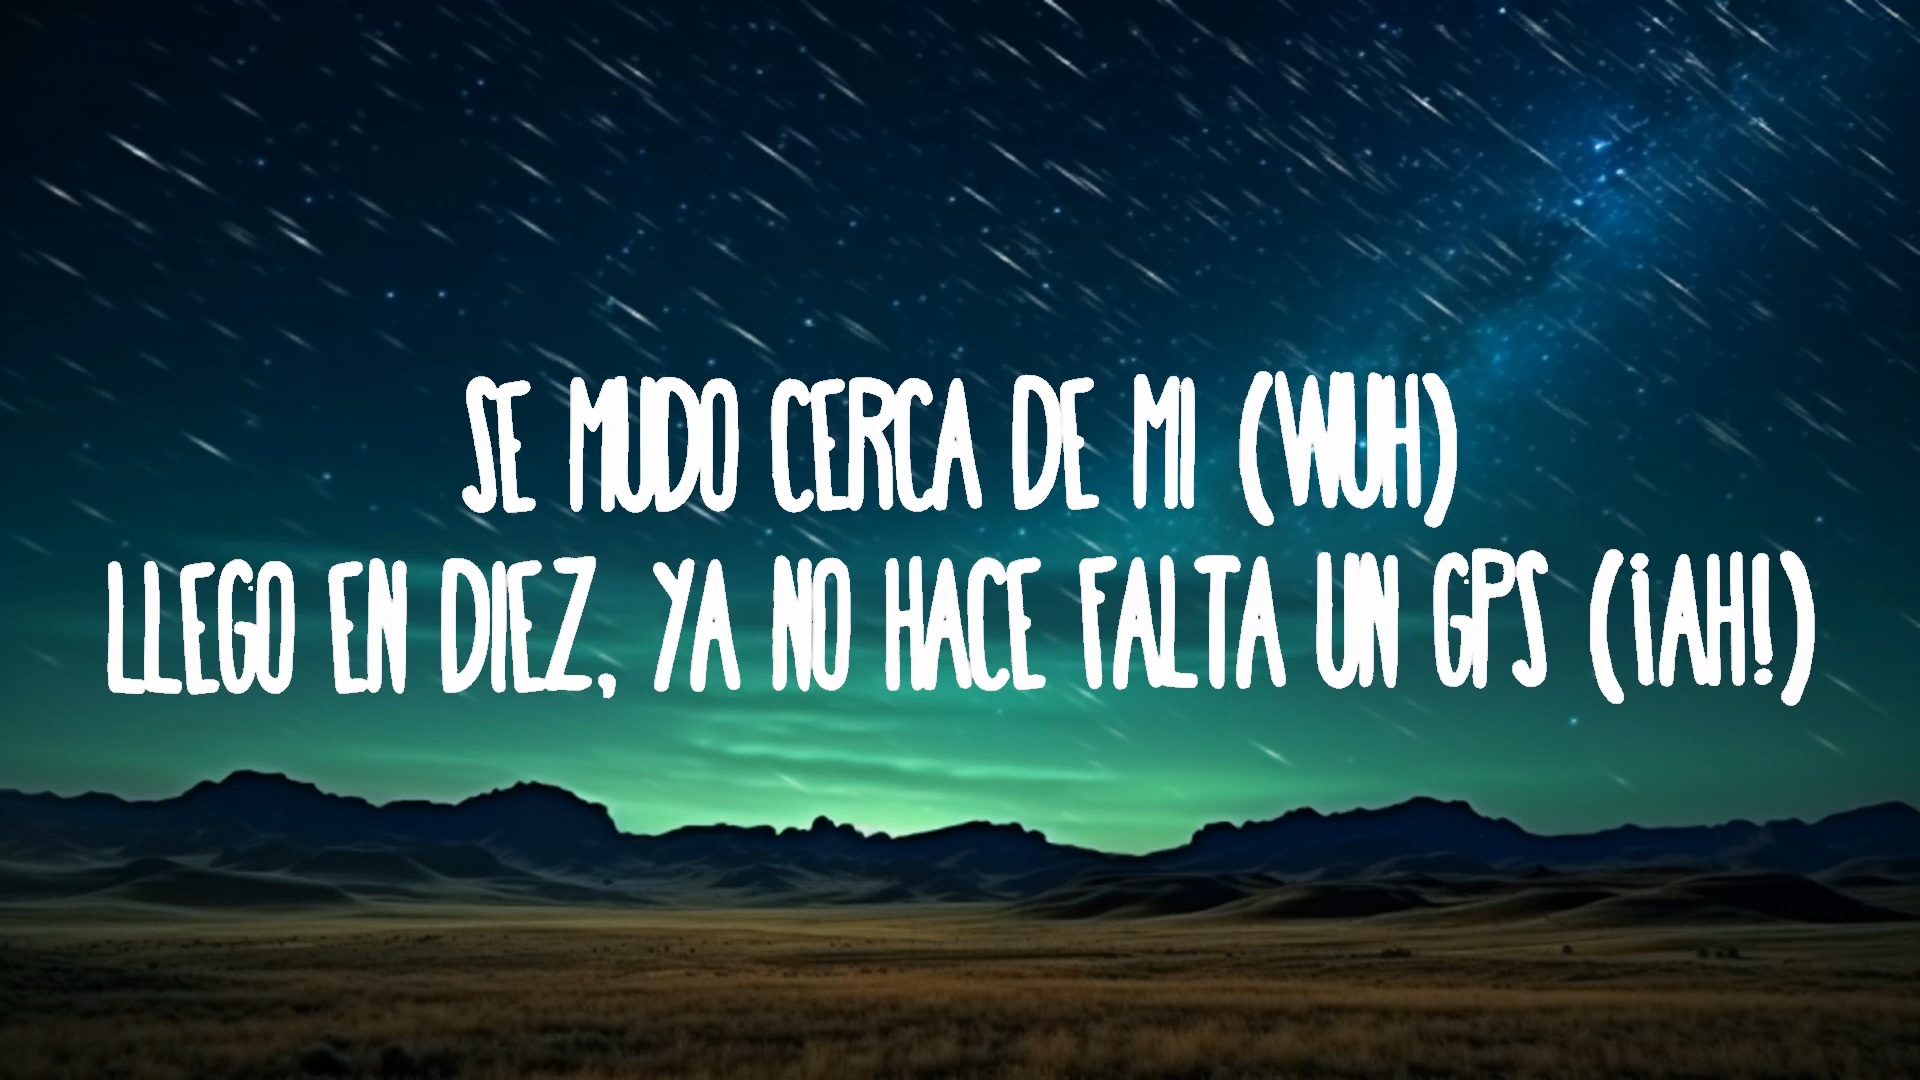 SE MUDO CERCA DE MI (WUH)
LLEGO EN DIEZ, YA NO HACE FALTA UN GPS (¡AH!)